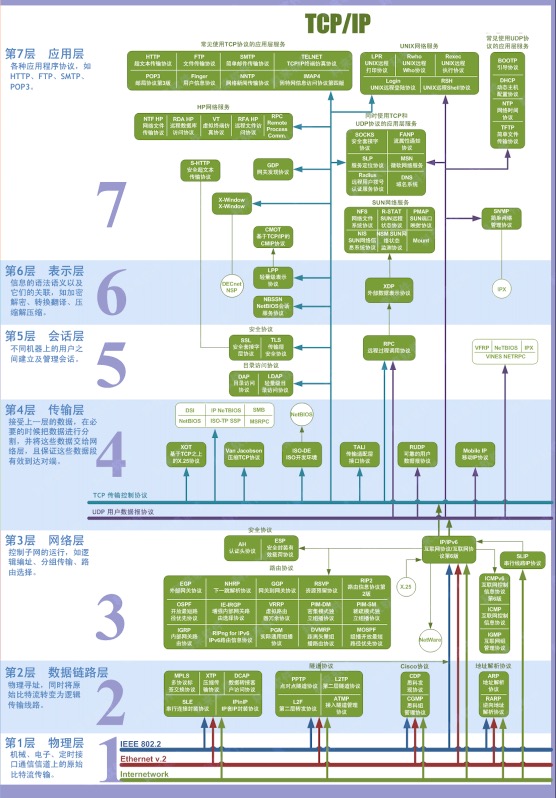 TCP/IP
第7层 应用层
各种应用程序协议,如
HTTP、FTP、SMTP、
POP3。
常见使用TCP协议的应用层服务
HTTP
超文本传输协议
FTP
文件传输协议
SMTP
简单邮件传输协议
TELNET
TCP/IP终端仿真协议
POP3
邮局协议第3版
Finger
用户信息协议
NNTP
网络新闻传输协议
IMAP4
因特网信息访问协议第四版
UNIX网络服务
LPR
UNIX远程
打印协议
Rwho
UNIX远程
Who协议
Rexec
UNIX远程
执行协议
Login
UNIX远程登陆协议
RSH
UNIX远程Shell协议
常见使用UDP协
议的应用层服务
BOOTP
引导协议
DHCP
动态主机
配置协议
NTP
网络时间
协议
TFTP
简单文件
传输协议
HP网络服务
NTF HP
网络文件
传输协议
RDA HP
远程数据库
访问协议
VT
虚拟终端仿
真协议
RFA HP
远程文件访
问协议
RPC
Remote
Process
Comm.
同时使用TCP和
UDP协议的应用层服务
SOCKS
安全套接字
协议
FANP
流属性通知
协议
SLP
服务定位协议
MSN
微软网络服务
Radius
远程用户拨号
认证服务协议
DNS
域名系统
S-HTTP
安全超文本
传输协议
GDP
网关发现协议
X-Window
X-Window
7
SUN网络服务
NFS
网络文件
系统协议
R-STAT
SUN远程
状态协议
PMAP
SUN端口
映射协议
NIS
SUN网络信
息系统协议
NSM SUN网
络状态
监测协议
Mount
SNMP
简单网络
管理协议
CMOT
基于TCP/IP的
CMIP协议
第6层 表示层
信息的语法语义以及
它们的关联,如加密
解密、转换翻译、压
缩解压缩。
6
DECnet
NSP
LPP
轻量级表示
协议
NBSSN
NetBIOS会话
服务协议
XDP
外部数据表示协议
IPX
第5层 会话层
不同机器上的用户之
间建立及管理会话。
5
安全协议
SSL
安全套接字
层协议
TLS
传输层
安全协议
目录访问协议
DAP
目录访问
协议
LDAP
轻量级目
录访问协议
RPC
远程过程调用协议
VFRP
NeTBIOS
IPX
VINES NETRPC
第4层 传输层
接受上一层的数据,在必
要的时候把数据进行分
割,并将这些数据交给网
络层,且保证这些数据段
有效到达对端。
4
DSI
IP NeTBIOS
SMB
NetBIOS
ISO-TP SSP
MSRPC
NetBIOS
XOT
基于TCP之上
的X.25协议
Van Jacobson
压缩TCP协议
ISO-DE
ISO开发环境
TALI
传输适配层
接口协议
RUDP
可靠的用户
数据报协议
Mobile IP
移动IP协议
TCP 传输控制协议
UDP 用户数据报协议
第3层 网络层
控制子网的运行,如逻
辑编址、分组传输、路
由选择。
3
安全协议
AH
认证头协议
ESP
安全封装有
效载荷协议
路由协议
EGP
外部网关协议
NHRP
下一跳解析协议
GGP
网关到网关协议
RSVP
资源预留协议
RIP2
路由信息协议第
2版
OSPF
开放最短路
径优先协议
IE-IRGP
增强内部网关路
由选择协议
VRRP
虚拟路由
器冗余协议
PIM-DM
密集模式独
立组播协议
PIM-SM
稀疏模式独
立组播协议
IGRP
内部网关路
由协议
RIPng for IPv6
IPv6路由信息协议
PGM
实际通用组播
协议
DVMRP
距离矢量组
播路由协议
MOSPF
组播开放最短
路径优先协议
IP/IPv6
互联网协议/互联网协
议第6版
X.25
NetWare
SLIP
串行线路IP协议
ICMPv6
互联网控制
信息协议
第6版
ICMP
互联网控制
信息协议
IGMP
互联网组
管理协议
第2层 数据链路层
物理寻址、同时将原
始比特流转变为逻辑
传输线路。
2
MPLS
多协议标
签交换协议
XTP
压缩传
输协议
DCAP
数据转接客
户访问协议
SLE
串行连接封装协议
IPinIP
IP套IP封装协议
隧道协议
PPTP
点对点隧道协议
L2TP
第二层隧道协议
L2F
第二层转发协议
ATMP
接入隧道管理
协议
Cisco协议
CDP
思科发
现协议
CGMP
思科组
管理协议
地址解析协议
ARP
地址解析
协议
RARP
逆向地址
解析协议
第1层 物理层
机械、电子、定时接
口通信信道上的原始
比特流传输。
1
IEEE 802.2
Ethernet v.2
Internetwork